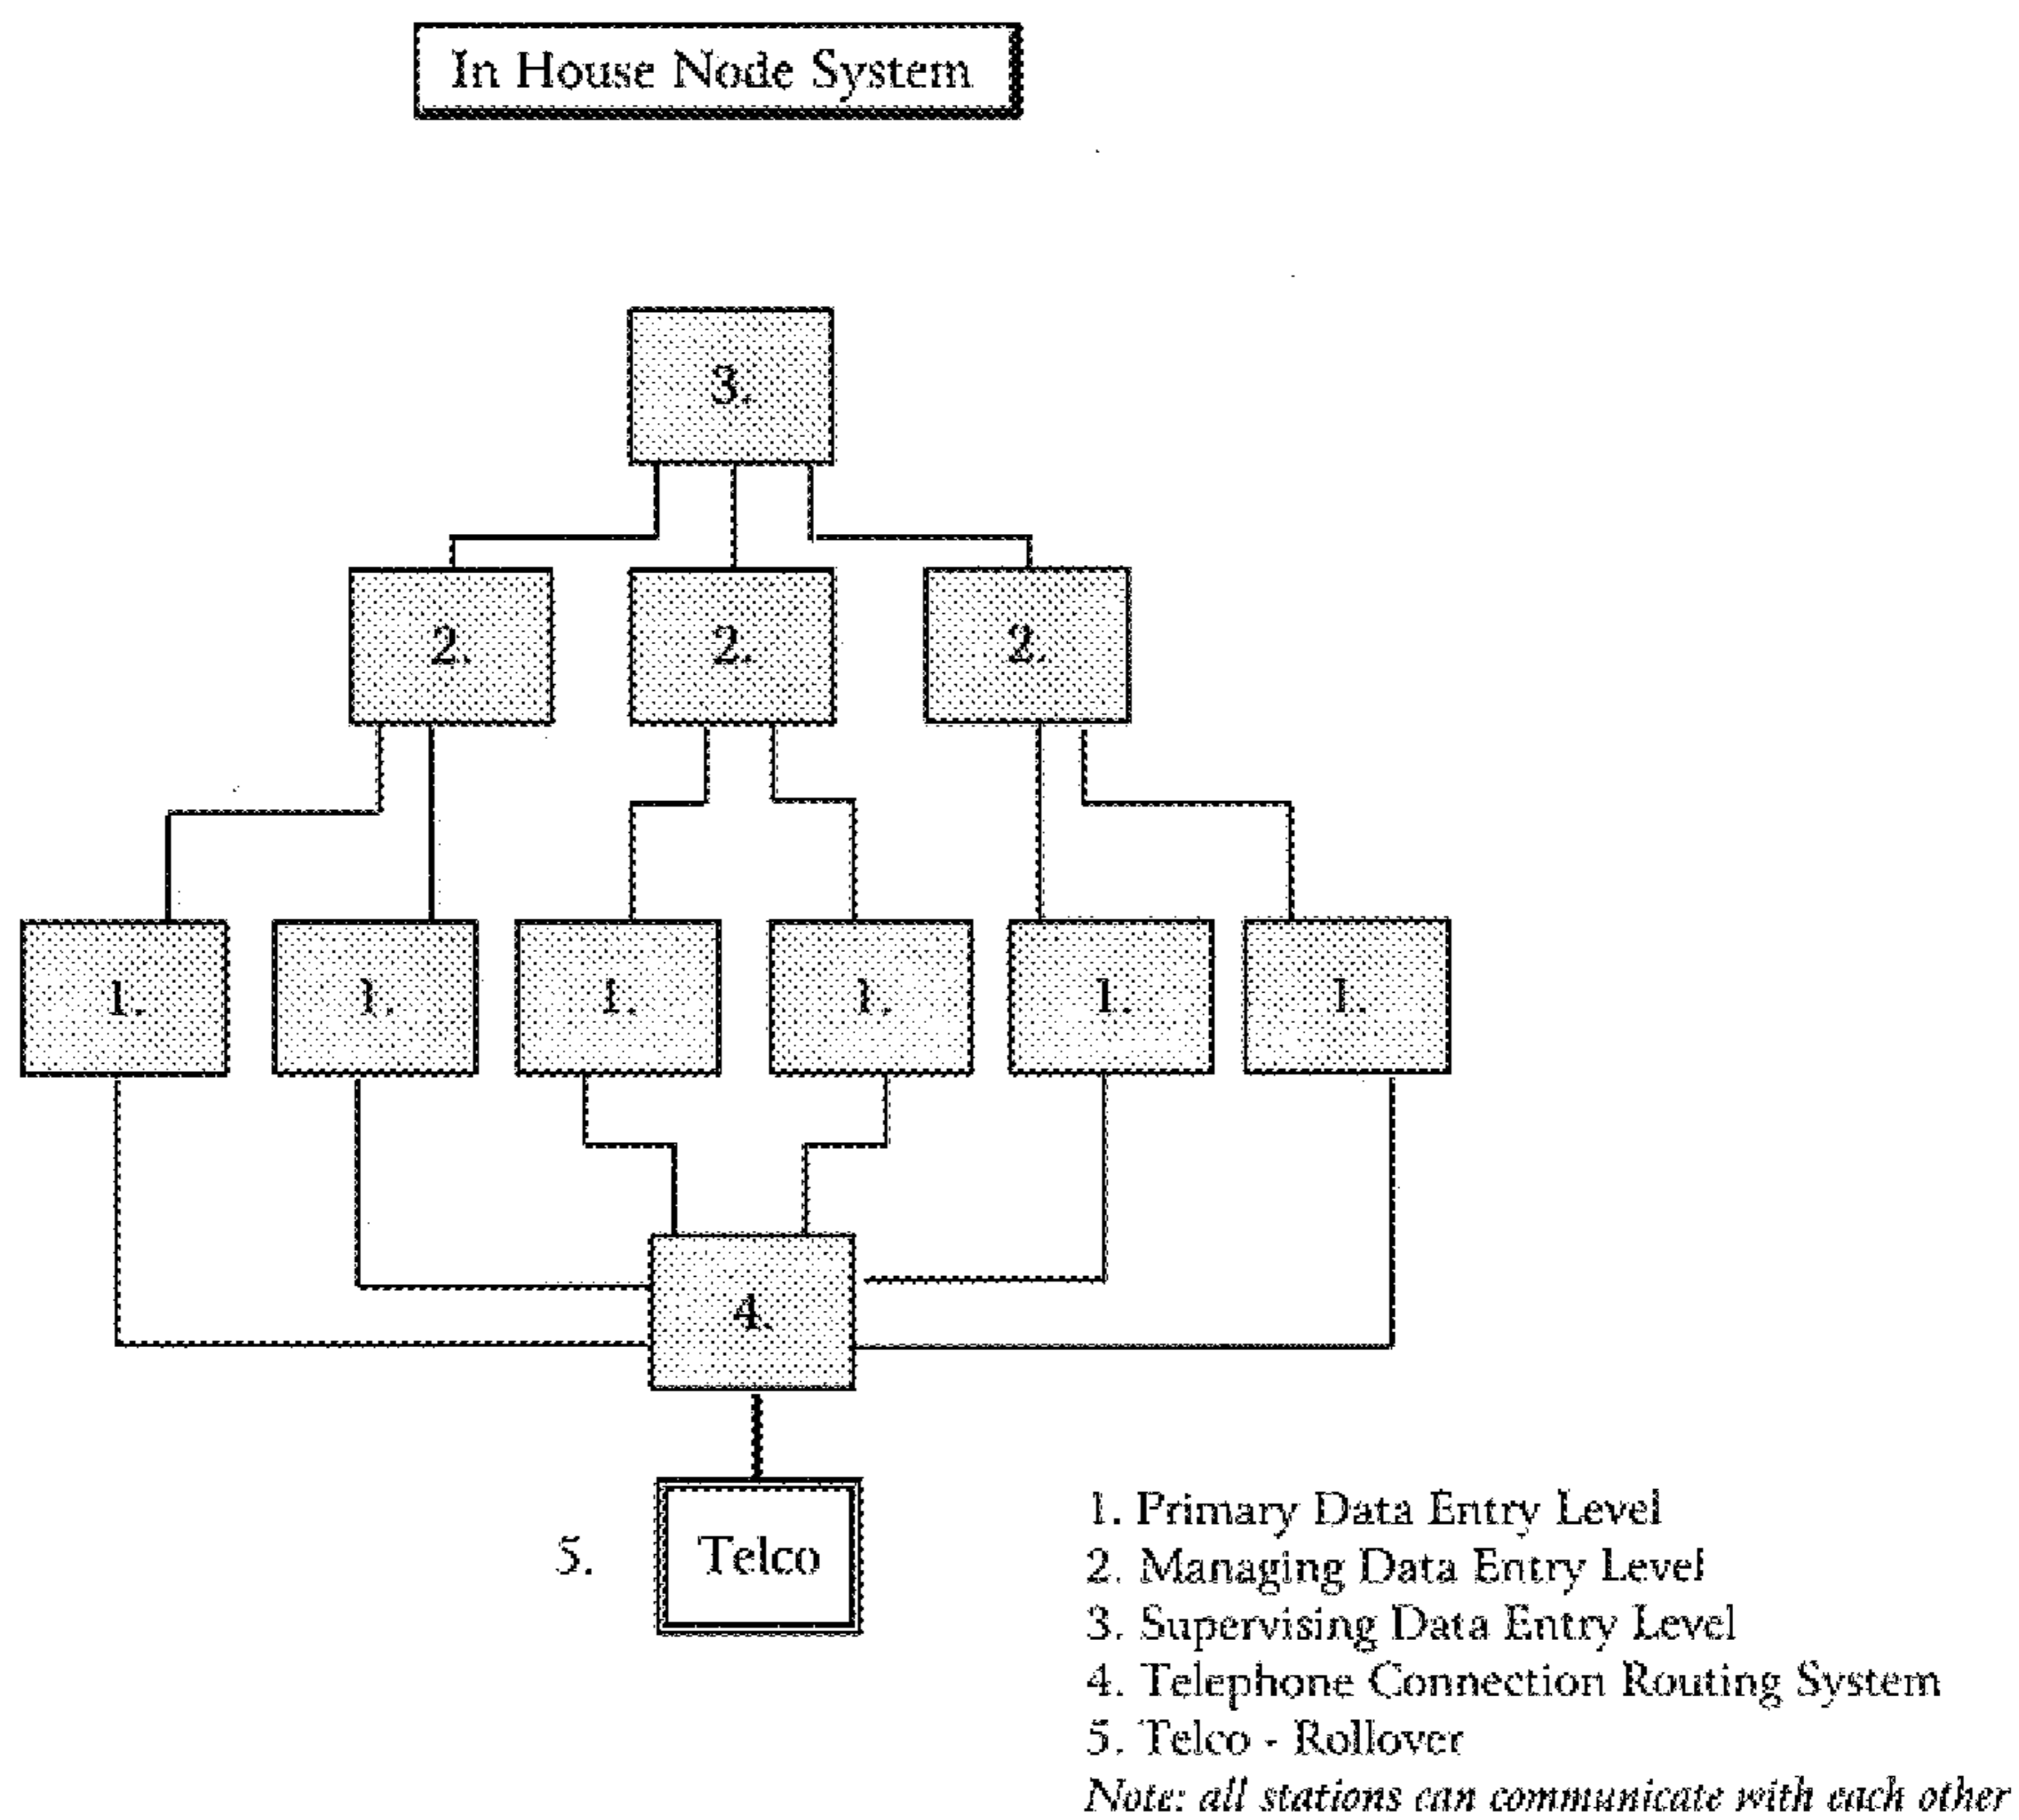 In House Node System
3.
2. 2. 2.
1. 1. 1. 1. 1. 1.
4.
5. Telco
1. Primary Data Entry Level
2. Managing Data Entry Level
3. Supervising Data Entry Level
4. Telephone Connection Routing System
5. Telco - Rollover
Note: all stations can communicate with each other